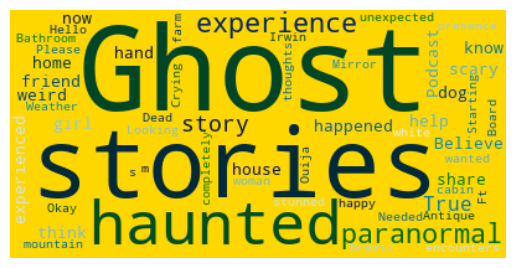 now
experience
unexpected
presence
Hello
Bathroom
Please
home
hand
farm
Irwin
Ghost
thoughts
Mirror
Podcast
know
scary
friend
weird
Weather
Crying
dog
Starting
Board
girl
Dead
Looking
story
happened
help
white
Believe
wanted
experienced
stories
s
m
completely
house
woman
Ouija
stunned
happy
cabin
Ft
share
True
Okay
haunted
Needed
Antique
think
mountain
paranormal
Brazil
encounters